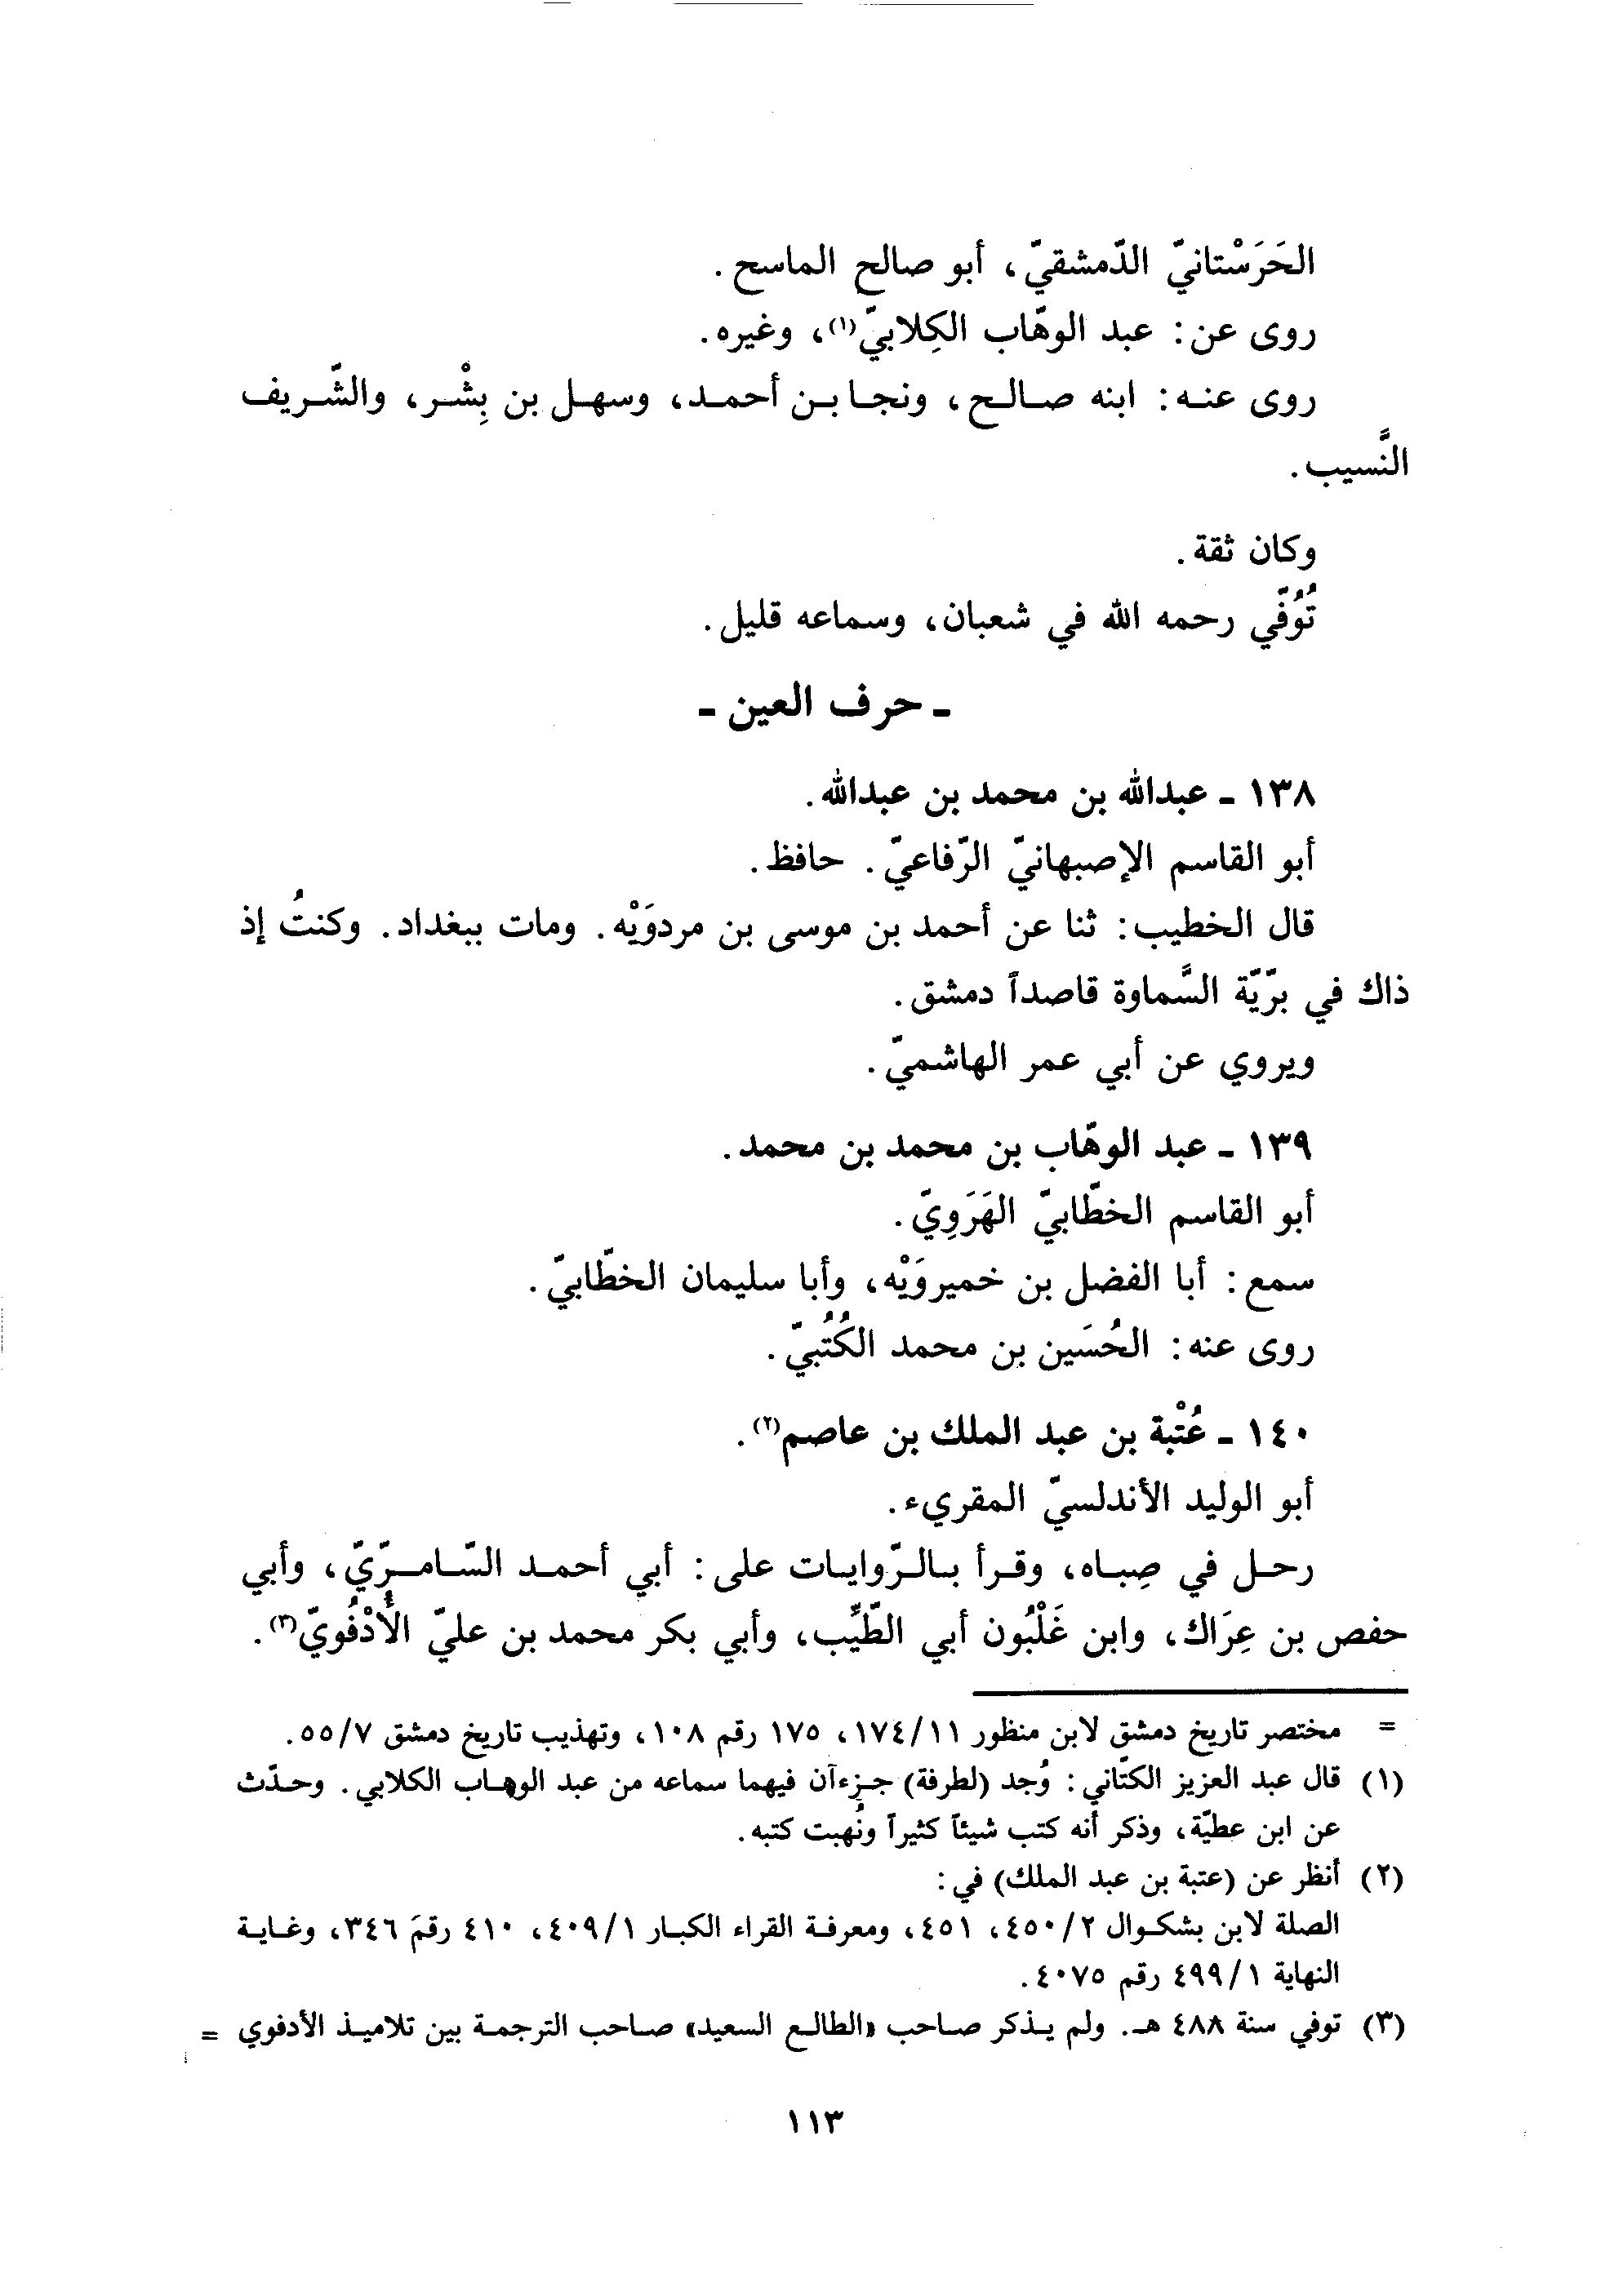 الحَرَسْتانيّ الدّمشقيّ، أبو صالح الماسح.
روى عن: عبد الوهّاب الكِلابيّ(١)، وغيره.
روى عنه: ابنه صالح، ونجا بن أحمد، وسهل بن بِشْر، والشّريف
النَّسيب.
وكان ثقة.
تُوُفّي رحمه الله في شعبان، وسماعه قليل.
ـ حرف العين ـ
١٣٨ ـ عبدالله بن محمد بن عبدالله.
أبو القاسم الإصبهانيّ الرّفاعيّ. حافظ.
قال الخطيب: ثنا عن أحمد بن موسى بن مردوَيْه. ومات ببغداد. وكنتُ إذ
ذاك في برّيّة السَّماوة قاصداً دمشق.
ويروي عن أبي عمر الهاشميّ.
١٣٩ ـ عبد الوهّاب بن محمد بن محمد.
أبو القاسم الخطّابيّ الهَرَوِيّ.
سمع: أبا الفضل بن خميروَيْه، وأبا سليمان الخطّابيّ.
روى عنه: الحُسَين بن محمد الكُتُبيّ.
١٤٠ ـ عُتْبة بن عبد الملك بن عاصم(٢).
أبو الوليد الأندلسيّ المقريء.
رحل في صِباه، وقرأ بالرّوايات على: أبي أحمد السّامرّيّ، وأبي
حفص بن عِرَاك، وابن غَلْبُون أبي الطَّيِّب، وأبي بكر محمد بن عليّ الأُدْفُويّ(٣).
= مختصر تاريخ دمشق لابن منظور ١٧٤/١١، ١٧٥ رقم ١٠٨، وتهذيب تاريخ دمشق ٥٥/٧.
(١) قال عبد العزيز الكتّاني: وُجد (لطرفة) جزءآن فيهما سماعه من عبد الوهاب الكلابي. وحدّث
عن ابن عطيّة، وذكر أنه كتب شيئاً كثيراً ونُهبت كتبه.
(٢) أنظر عن (عتبة بن عبد الملك) في:
الصلة لابن بشكوال ٤٥٠/٢، ٤٥١، ومعرفة القراء الكبار ٤٠٩/١، ٤١٠ رقم ٣٤٦، وغاية
النهاية ٤٩٩/١ رقم ٤٠٧٥.
(٣) توفي سنة ٤٨٨ هـ. ولم يذكر صاحب «الطالع السعيد» صاحب الترجمة بين تلاميذ الأدفوي =
١١٣